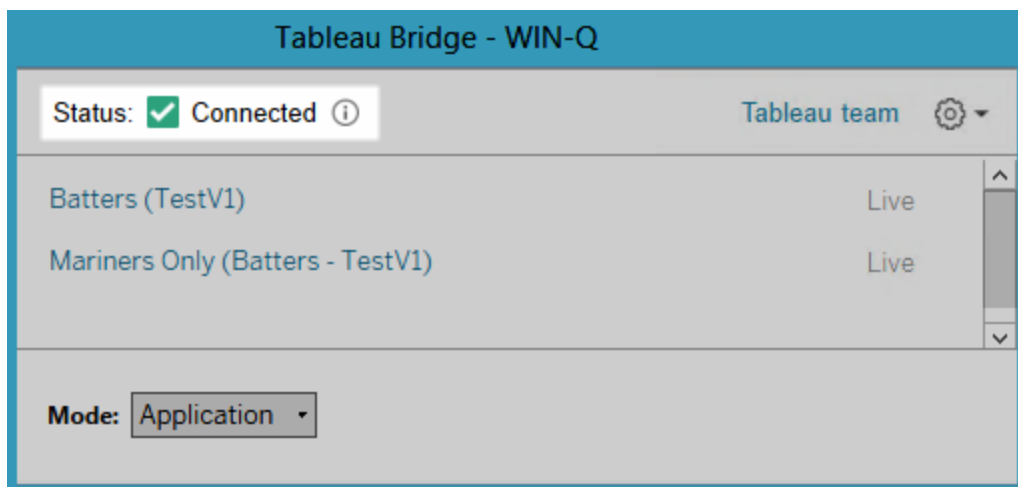 Tableau Bridge - WIN-Q
Status: Connected
Tableau team
Batters (TestV1) Live
Mariners Only (Batters - TestV1) Live
Mode: Application